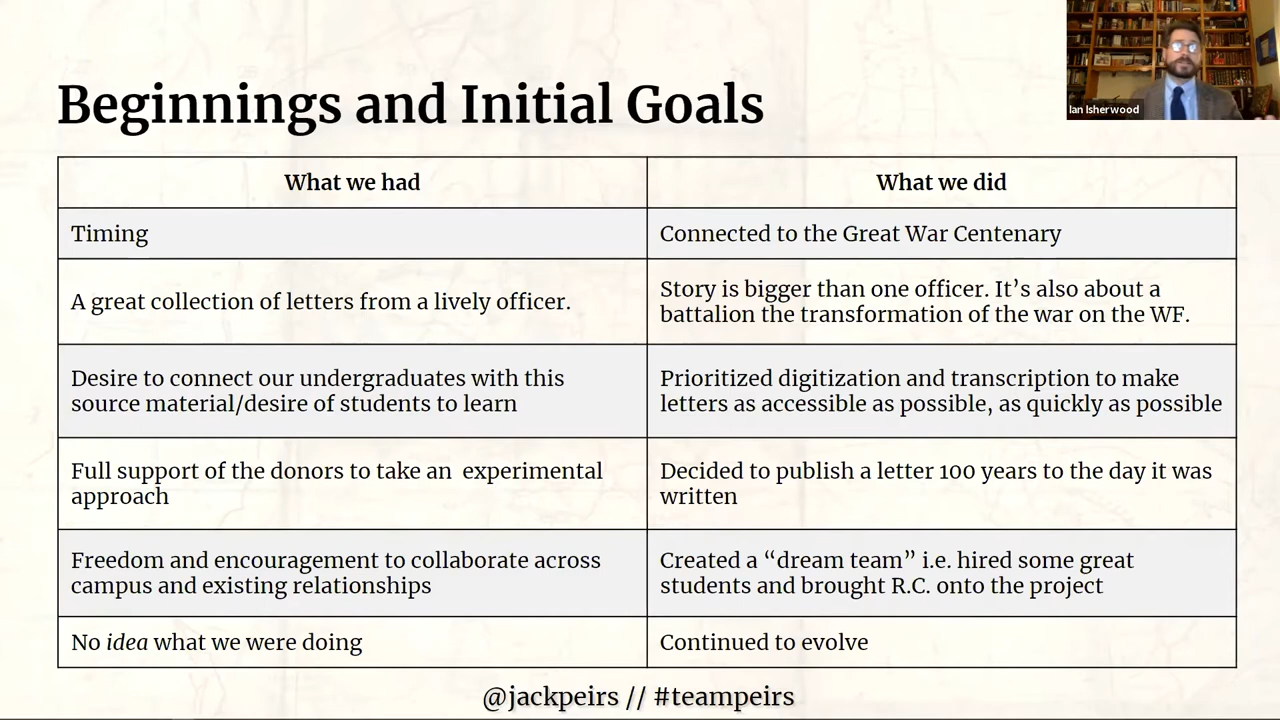 Ian Isherwood
Beginnings and Initial Goals
What we had
What we did
Timing
Connected to the Great War Centenary
A great collection of letters from a lively officer.
Story is bigger than one officer. It’s also about a
battalion the transformation of the war on the WF.
Desire to connect our undergraduates with this
source material/desire of students to learn
Prioritized digitization and transcription to make
letters as accessible as possible, as quickly as possible
Full support of the donors to take an  experimental
approach
Decided to publish a letter 100 years to the day it was
written
Freedom and encouragement to collaborate across
campus and existing relationships
Created a “dream team” i.e. hired some great
students and brought R.C. onto the project
No idea what we were doing
Continued to evolve
@jackpeirs // #teampeirs